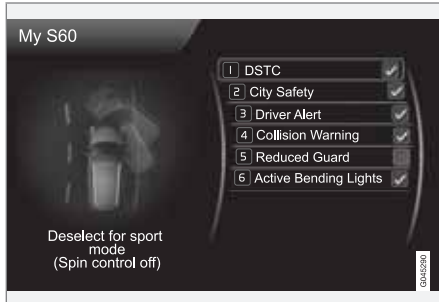 My S60
1 DSTC
2 City Safety
3 Driver Alert
4 Collision Warning
5 Reduced Guard
6 Active Bending Lights
Deselect for sport
mode
(Spin control off)
G045290